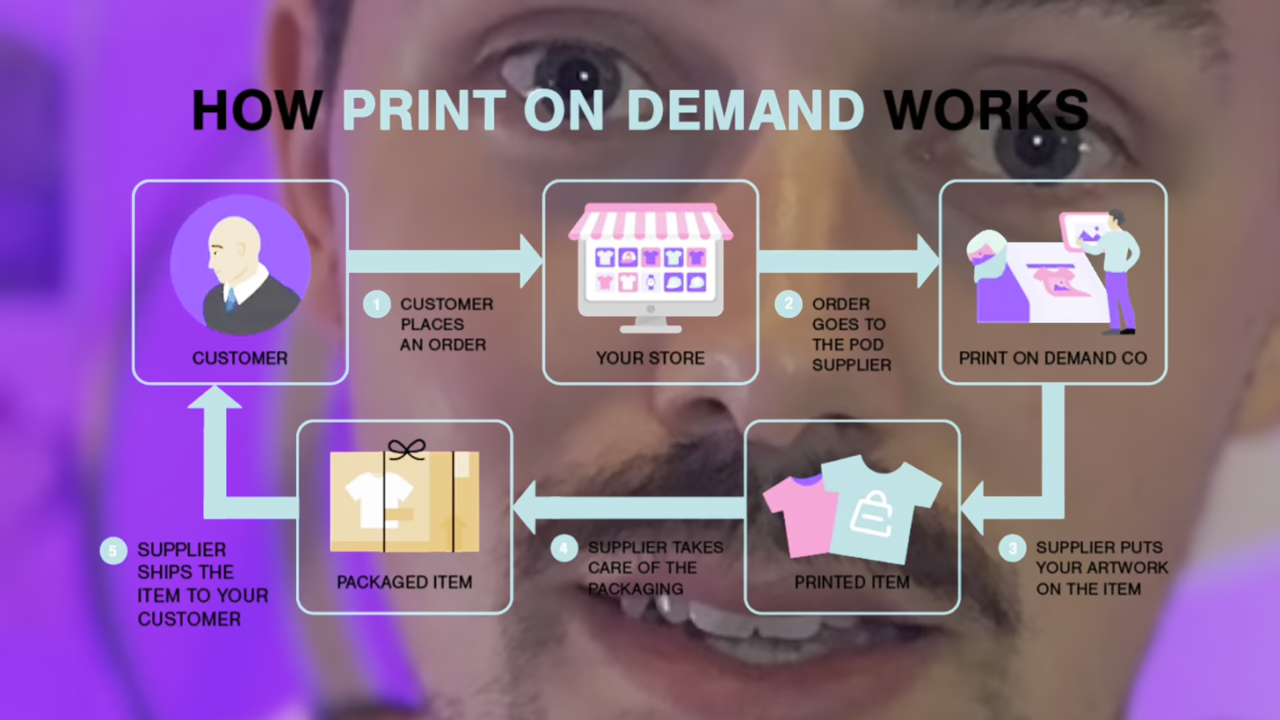 HOW PRINT ON DEMAND WORKS
CUSTOMER
1
CUSTOMER
PLACES
AN ORDER
YOUR STORE
2
ORDER
GOES TO
THE POD
SUPPLIER
PRINT ON DEMAND CO
3
SUPPLIER PUTS
YOUR ARTWORK
ON THE ITEM
PRINTED ITEM
4
SUPPLIER TAKES
CARE OF THE
PACKAGING
PACKAGED ITEM
5
SUPPLIER
SHIPS THE
ITEM TO YOUR
CUSTOMER